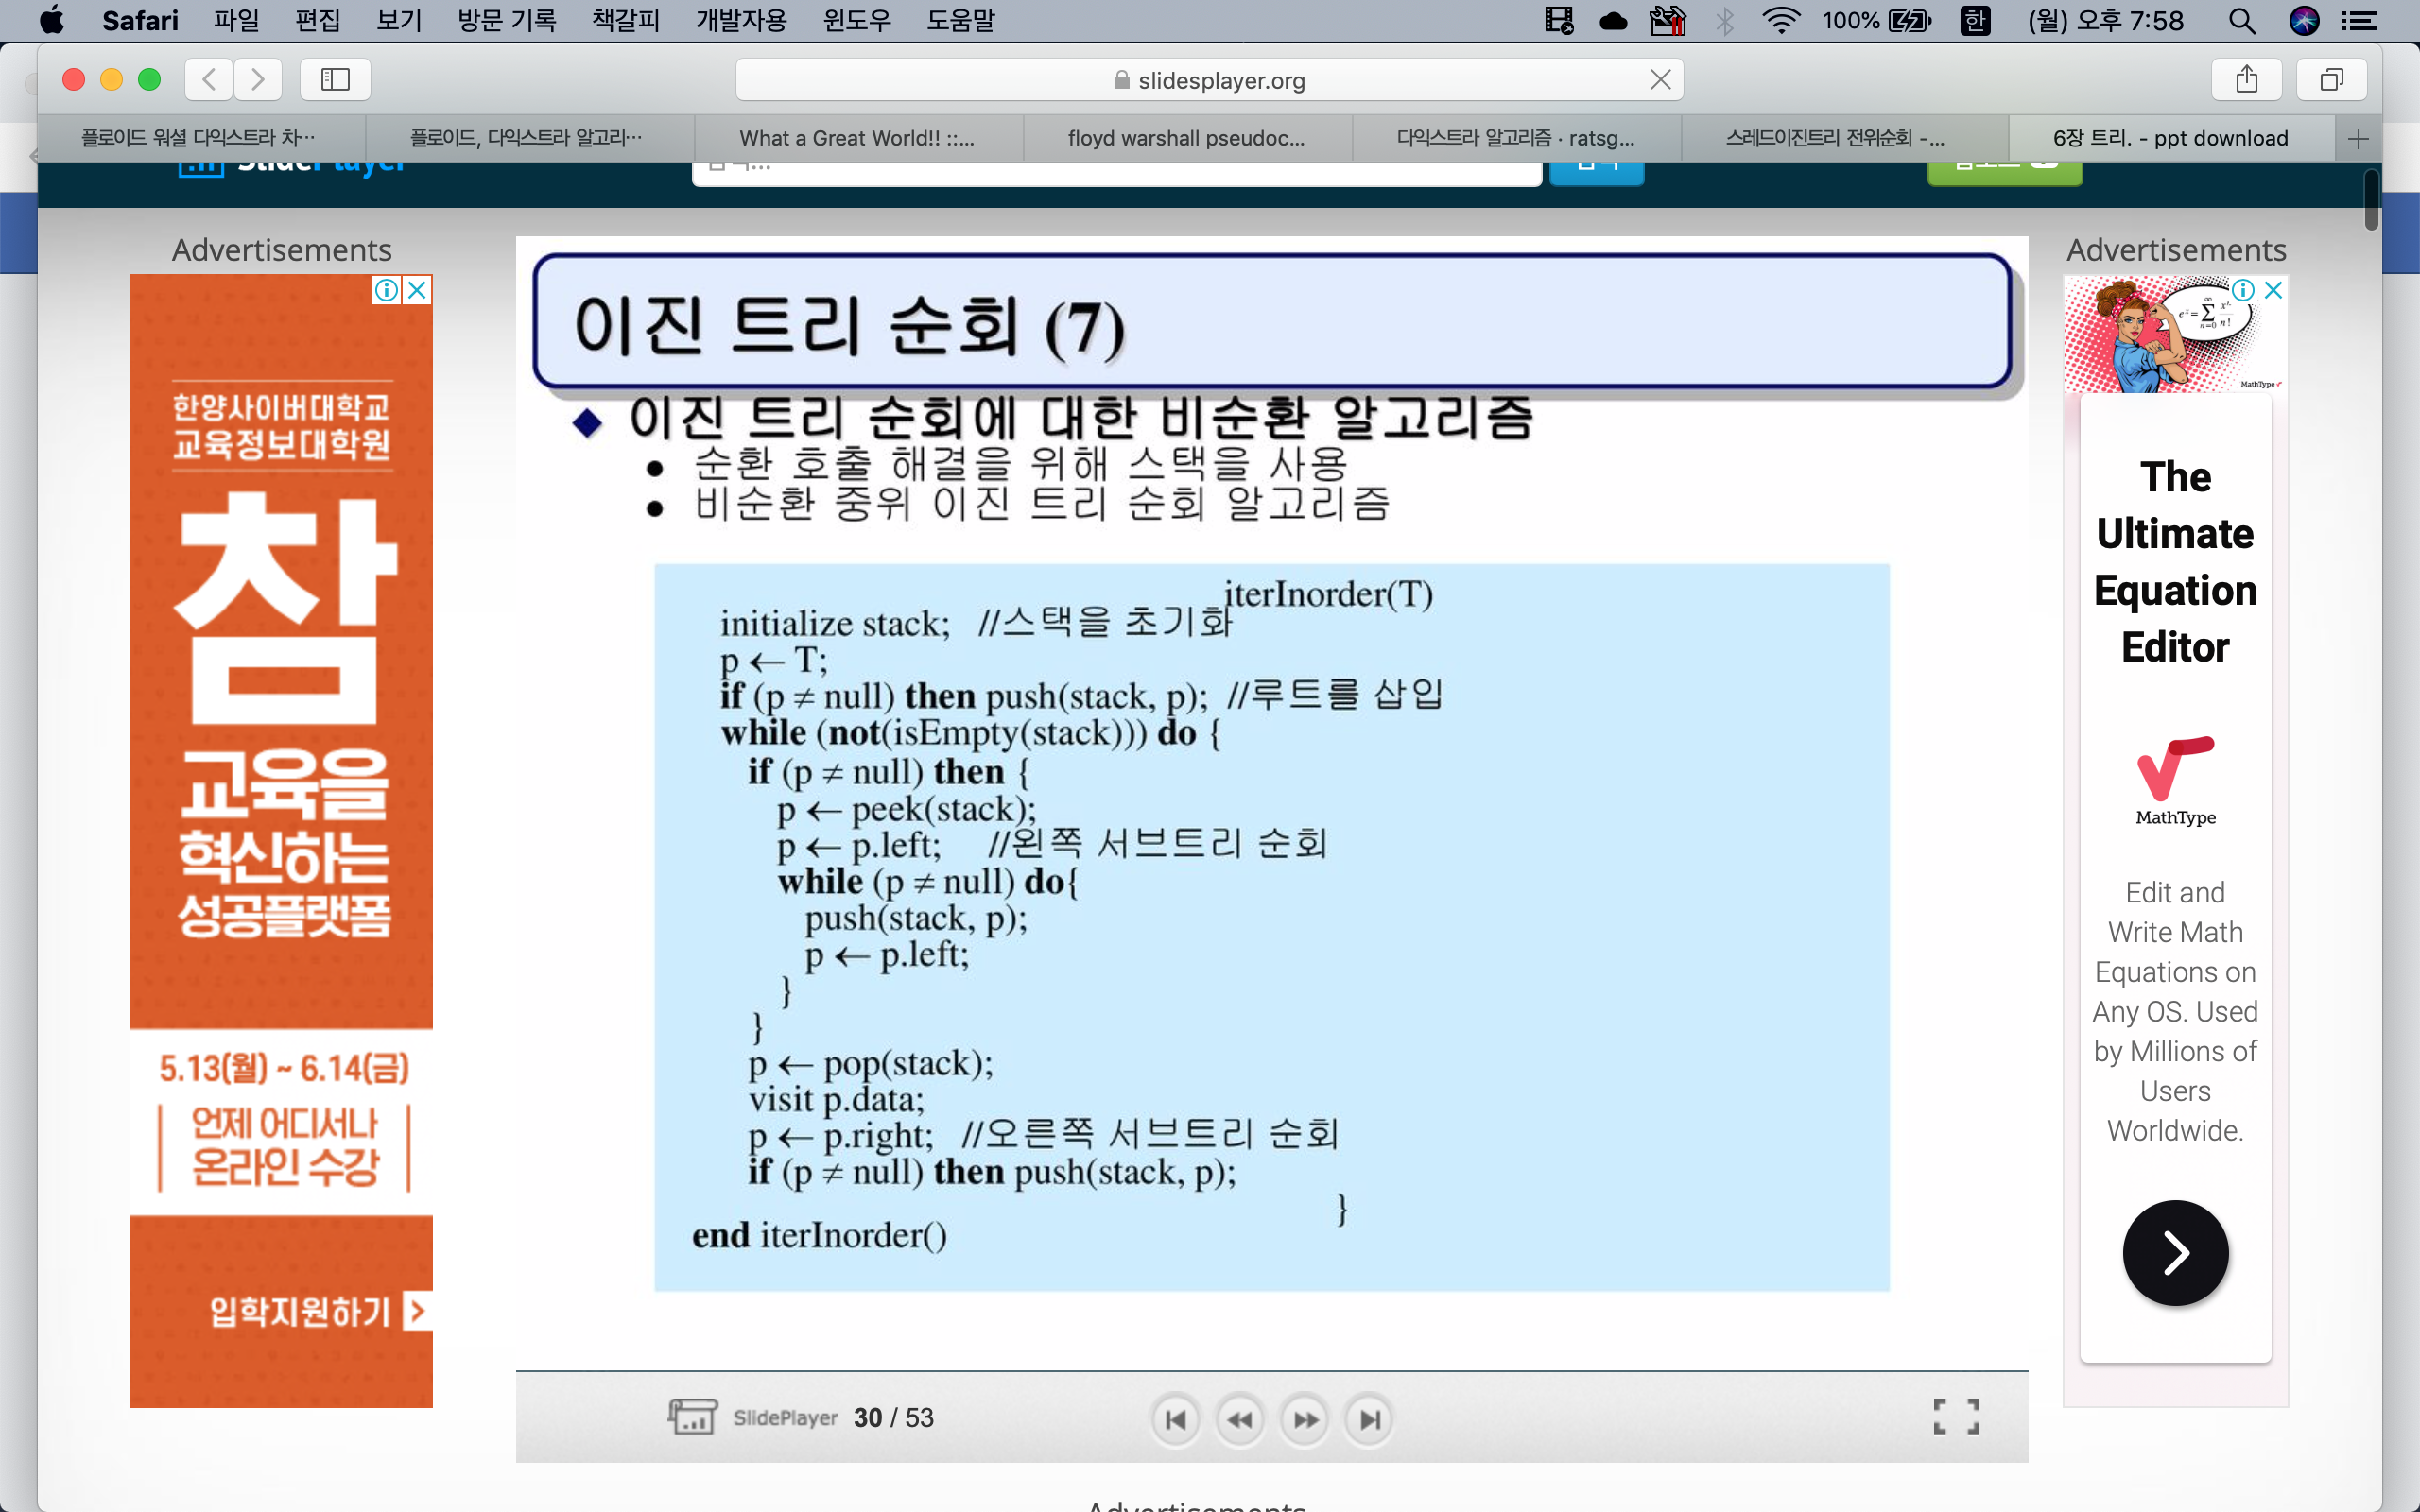 Safari 파일 편집 보기 방문 기록 책갈피 개발자용 윈도우 도움말 100% 한 (월) 오후 7:58
slidesplayer.org
플로이드 워셜 다익스트라 차…
플로이드, 다익스트라 알고리…
What a Great World!! ::...
floyd warshall pseudoc...
다익스트라 알고리즘 · ratsg...
스레드이진트리 전위순회 -...
6장 트리. - ppt download
SlidePlayer
Advertisements
한양사이버대학교
교육정보대학원
참
교육을
혁신하는
성공플랫폼
5.13(월) ~ 6.14(금)
언제 어디서나
온라인 수강
입학지원하기
이진 트리 순회 (7)
◆ 이진 트리 순회에 대한 비순환 알고리즘
● 순환 호출 해결을 위해 스택을 사용
● 비순환 중위 이진 트리 순회 알고리즘
iterInorder(T)
initialize stack; //스택을 초기화
p ← T;
if (p ≠ null) then push(stack, p); //루트를 삽입
while (not(isEmpty(stack))) do {
if (p ≠ null) then {
p ← peek(stack);
p ← p.left; //왼쪽 서브트리 순회
while (p ≠ null) do{
push(stack, p);
p ← p.left;
}
}
p ← pop(stack);
visit p.data;
p ← p.right; //오른쪽 서브트리 순회
if (p ≠ null) then push(stack, p);
}
end iterInorder()
SlidePlayer 30 / 53
Advertisements
Advertisements
MathType
The
Ultimate
Equation
Editor
MathType
Edit and
Write Math
Equations on
Any OS. Used
by Millions of
Users
Worldwide.